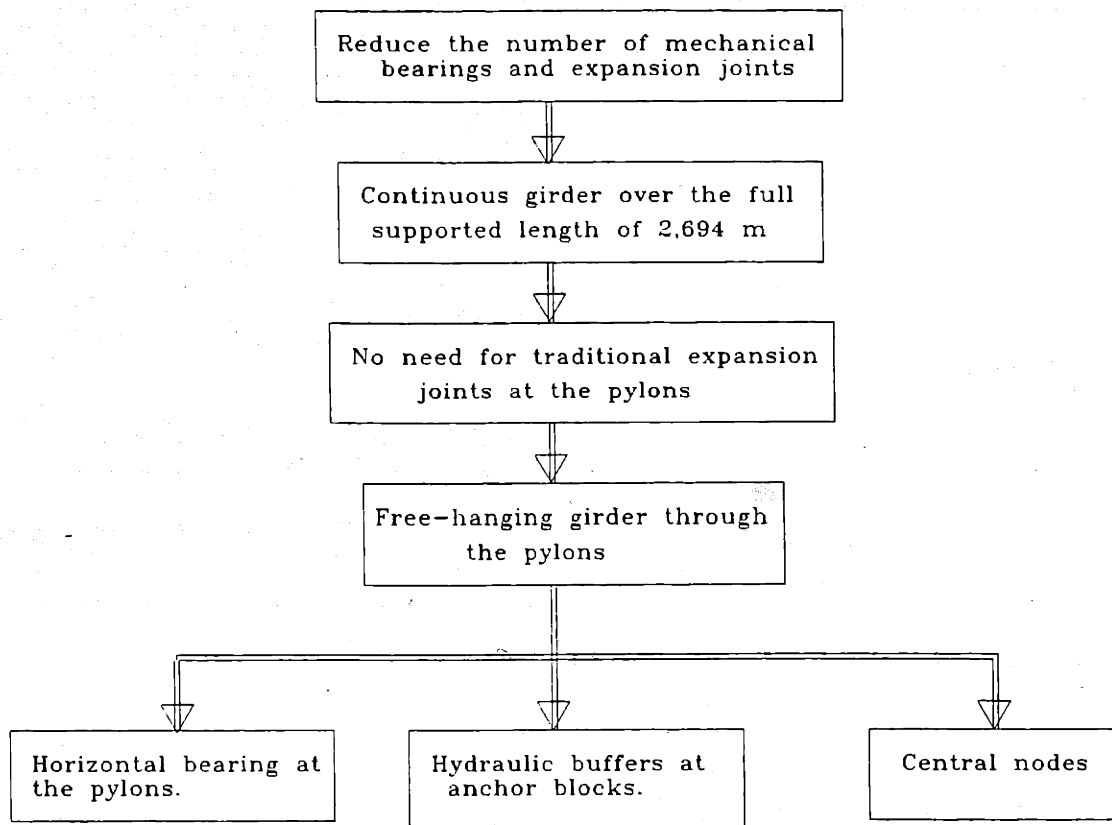 Reduce the number of mechanical
bearings and expansion joints
Continuous girder over the full
supported length of 2,694 m
No need for traditional expansion
joints at the pylons
Free-hanging girder through
the pylons
Horizontal bearing at
the pylons.
Hydraulic buffers at
anchor blocks.
Central nodes